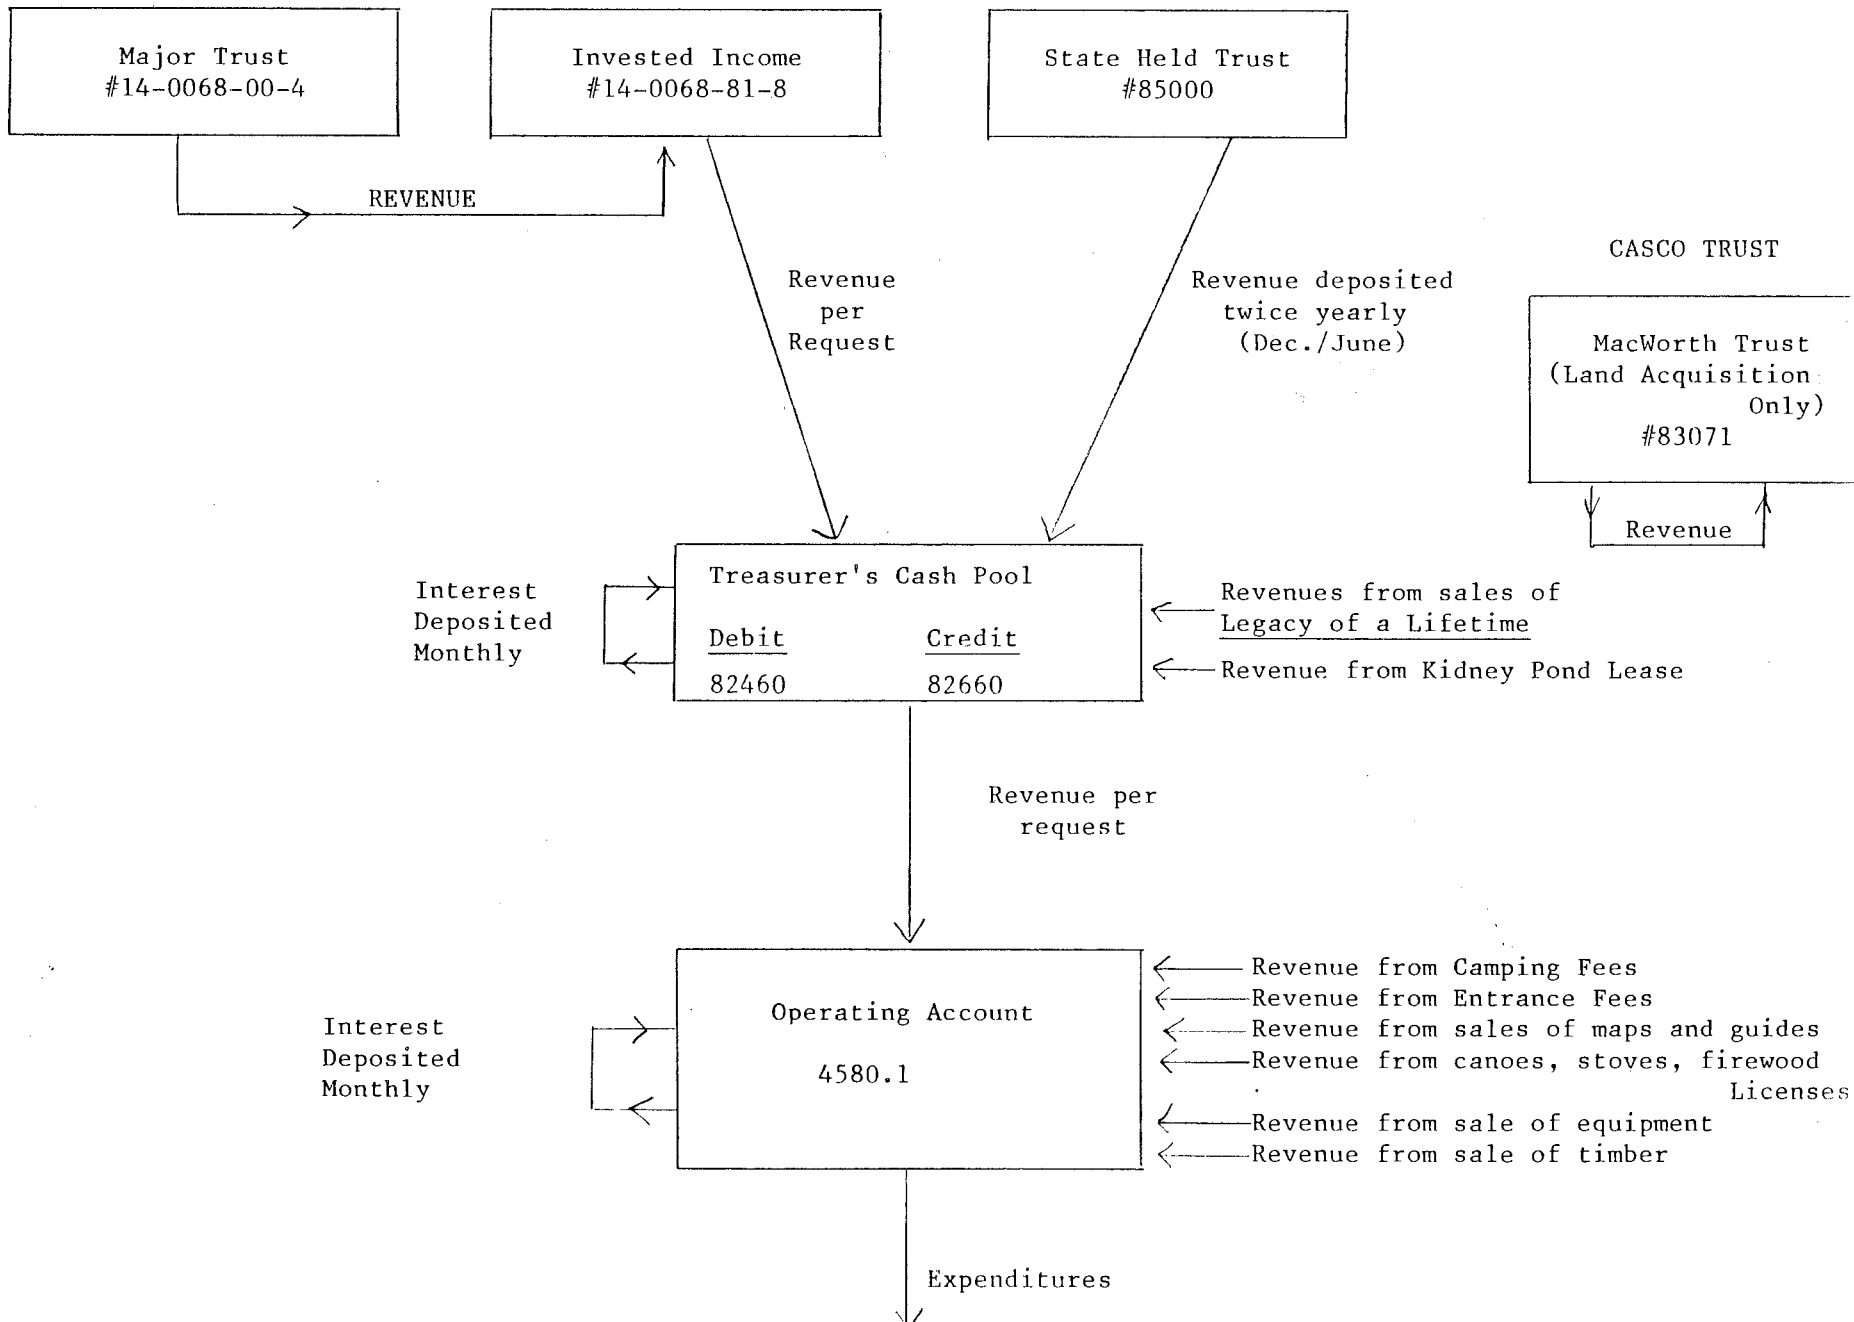 Major Trust
#14-0068-00-4
Invested Income
#14-0068-81-8
State Held Trust
#85000
REVENUE
Revenue
per
Request
Revenue deposited
twice yearly
(Dec./June)
CASCO TRUST
MacWorth Trust
(Land Acquisition
Only)
#83071
Revenue
Interest
Deposited
Monthly
Treasurer's Cash Pool
Debit Credit
82460 82660
Revenues from sales of
Legacy of a Lifetime
Revenue from Kidney Pond Lease
Revenue per
request
Interest
Deposited
Monthly
Operating Account
4580.1
Revenue from Camping Fees
Revenue from Entrance Fees
Revenue from sales of maps and guides
Revenue from canoes, stoves, firewood
Licenses
Revenue from sale of equipment
Revenue from sale of timber
Expenditures